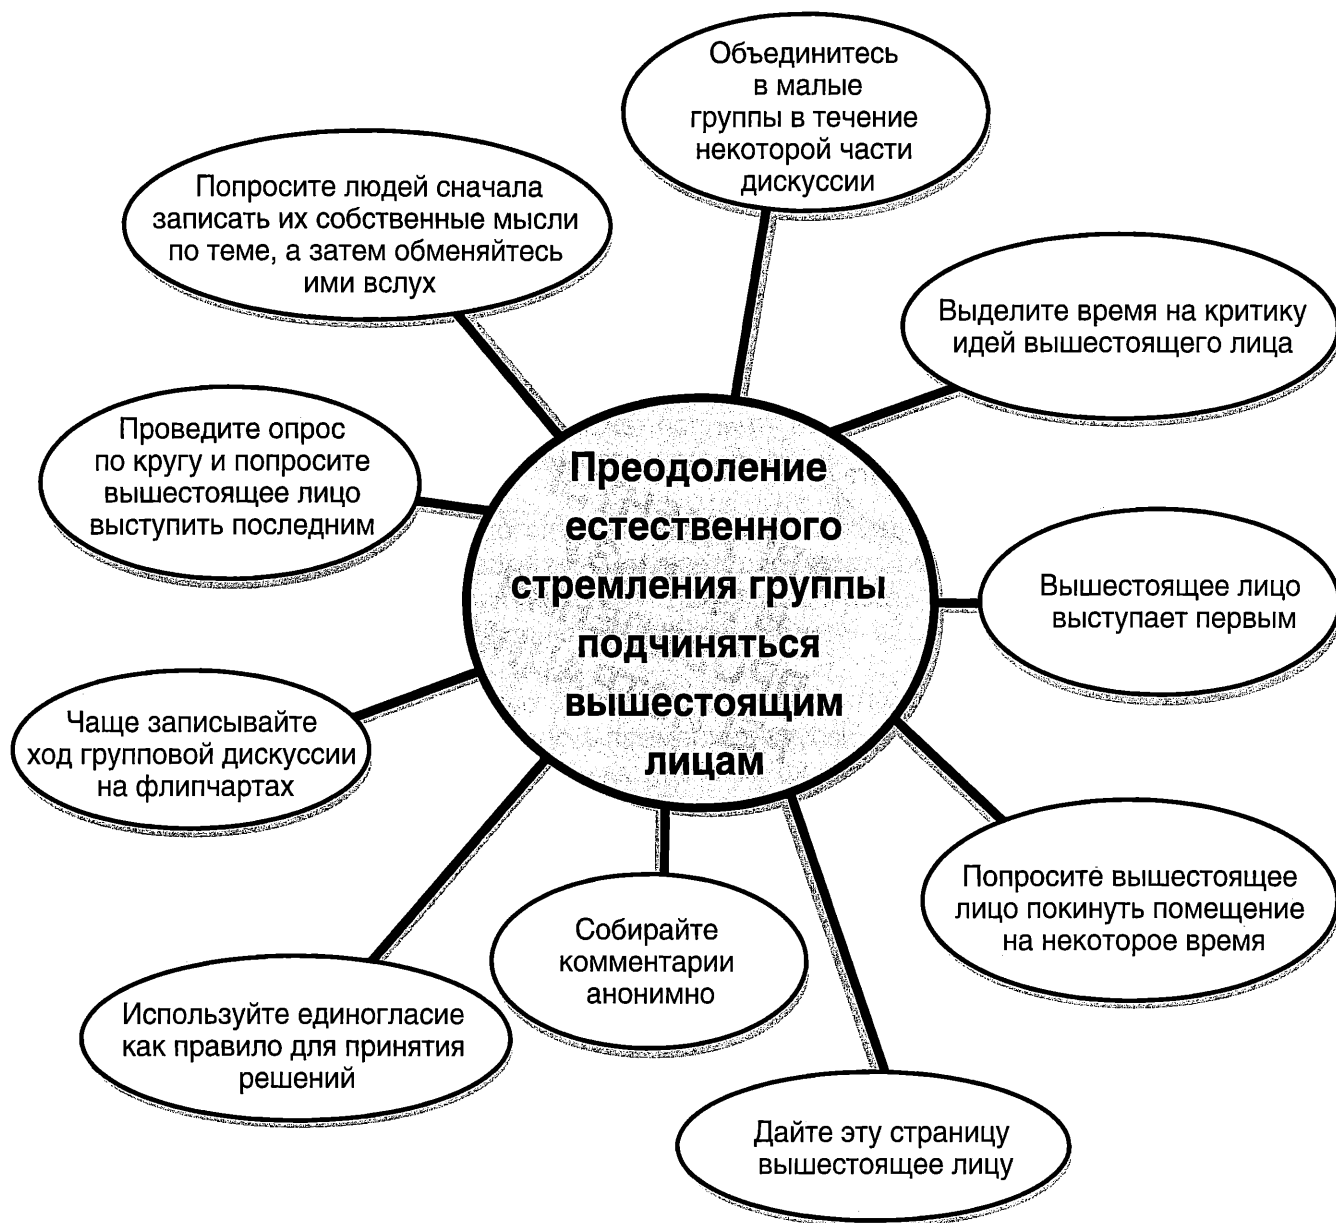 Объединитесь
в малые
группы в течение
некоторой части
дискуссии
Попросите людей сначала
записать их собственные мысли
по теме, а затем обменяйтесь
ими вслух
Выделите время на критику
идей вышестоящего лица
Проведите опрос
по кругу и попросите
вышестоящее лицо
выступить последним
Преодоление
естественного
стремления группы
подчиняться
вышестоящим
лицам
Вышестоящее лицо
выступает первым
Чаще записывайте
ход групповой дискуссии
на флипчартах
Попросите вышестоящее
лицо покинуть помещение
на некоторое время
Собирайте
комментарии
анонимно
Используйте единогласие
как правило для принятия
решений
Дайте эту страницу
вышестоящее лицу